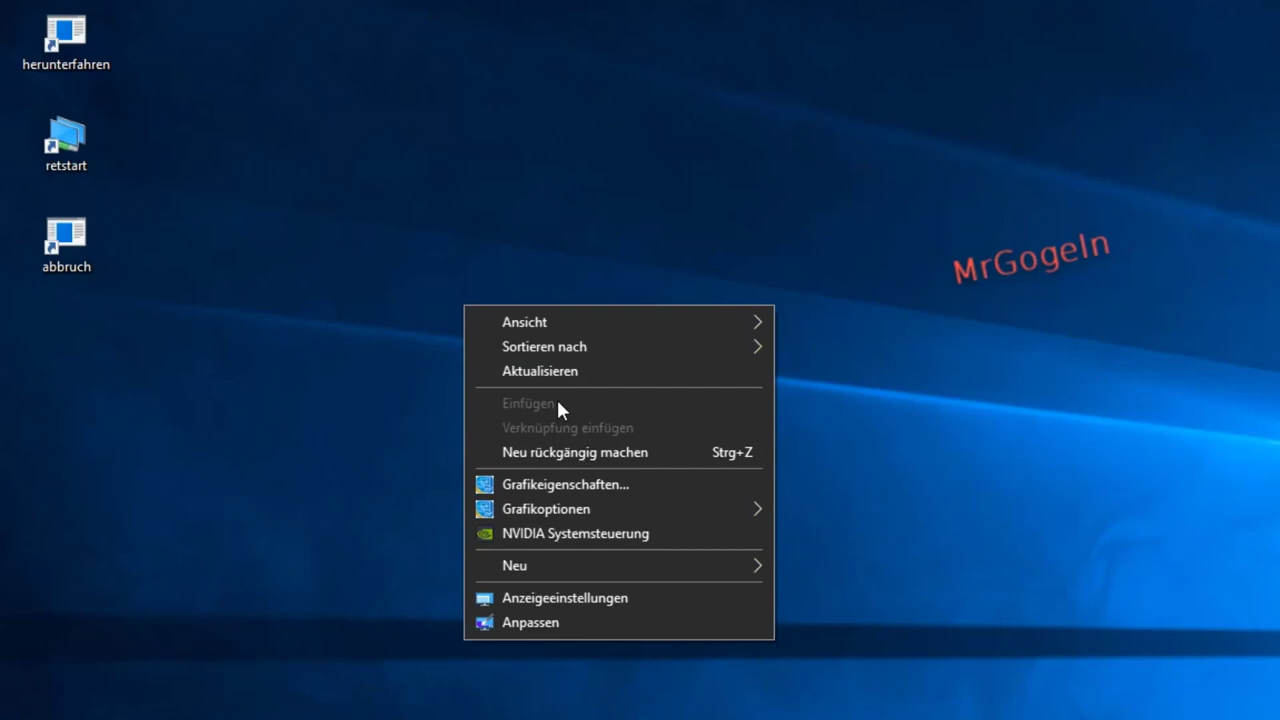 herunterfahren
retstart
abbruch
MrGogeln
Ansicht
Sortieren nach
Aktualisieren
Einfügen
Verknüpfung einfügen
Neu rückgängig machen Strg+Z
Grafikeigenschaften...
Grafikoptionen
NVIDIA Systemsteuerung
Neu
Anzeigeeinstellungen
Anpassen